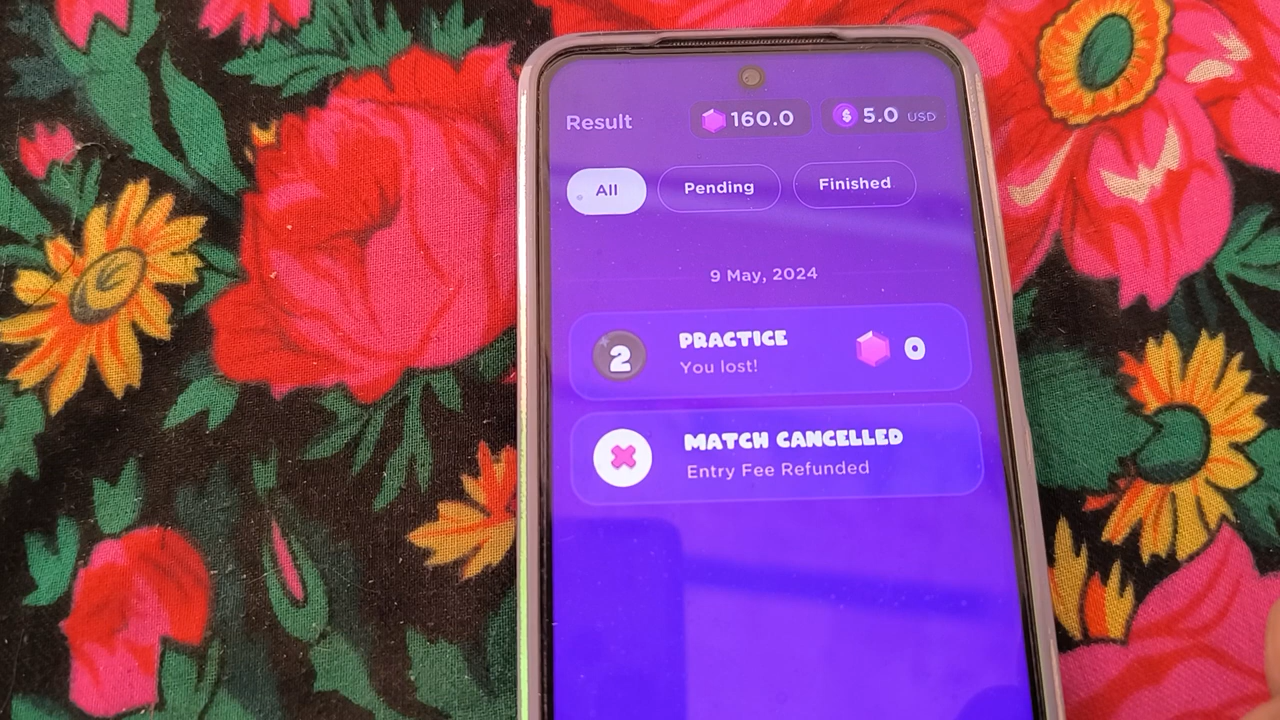 Result 160.0 $ 5.0 USD
All Pending Finished
9 May, 2024
2 PRACTICE 0
You lost!
MATCH CANCELLED
Entry Fee Refunded